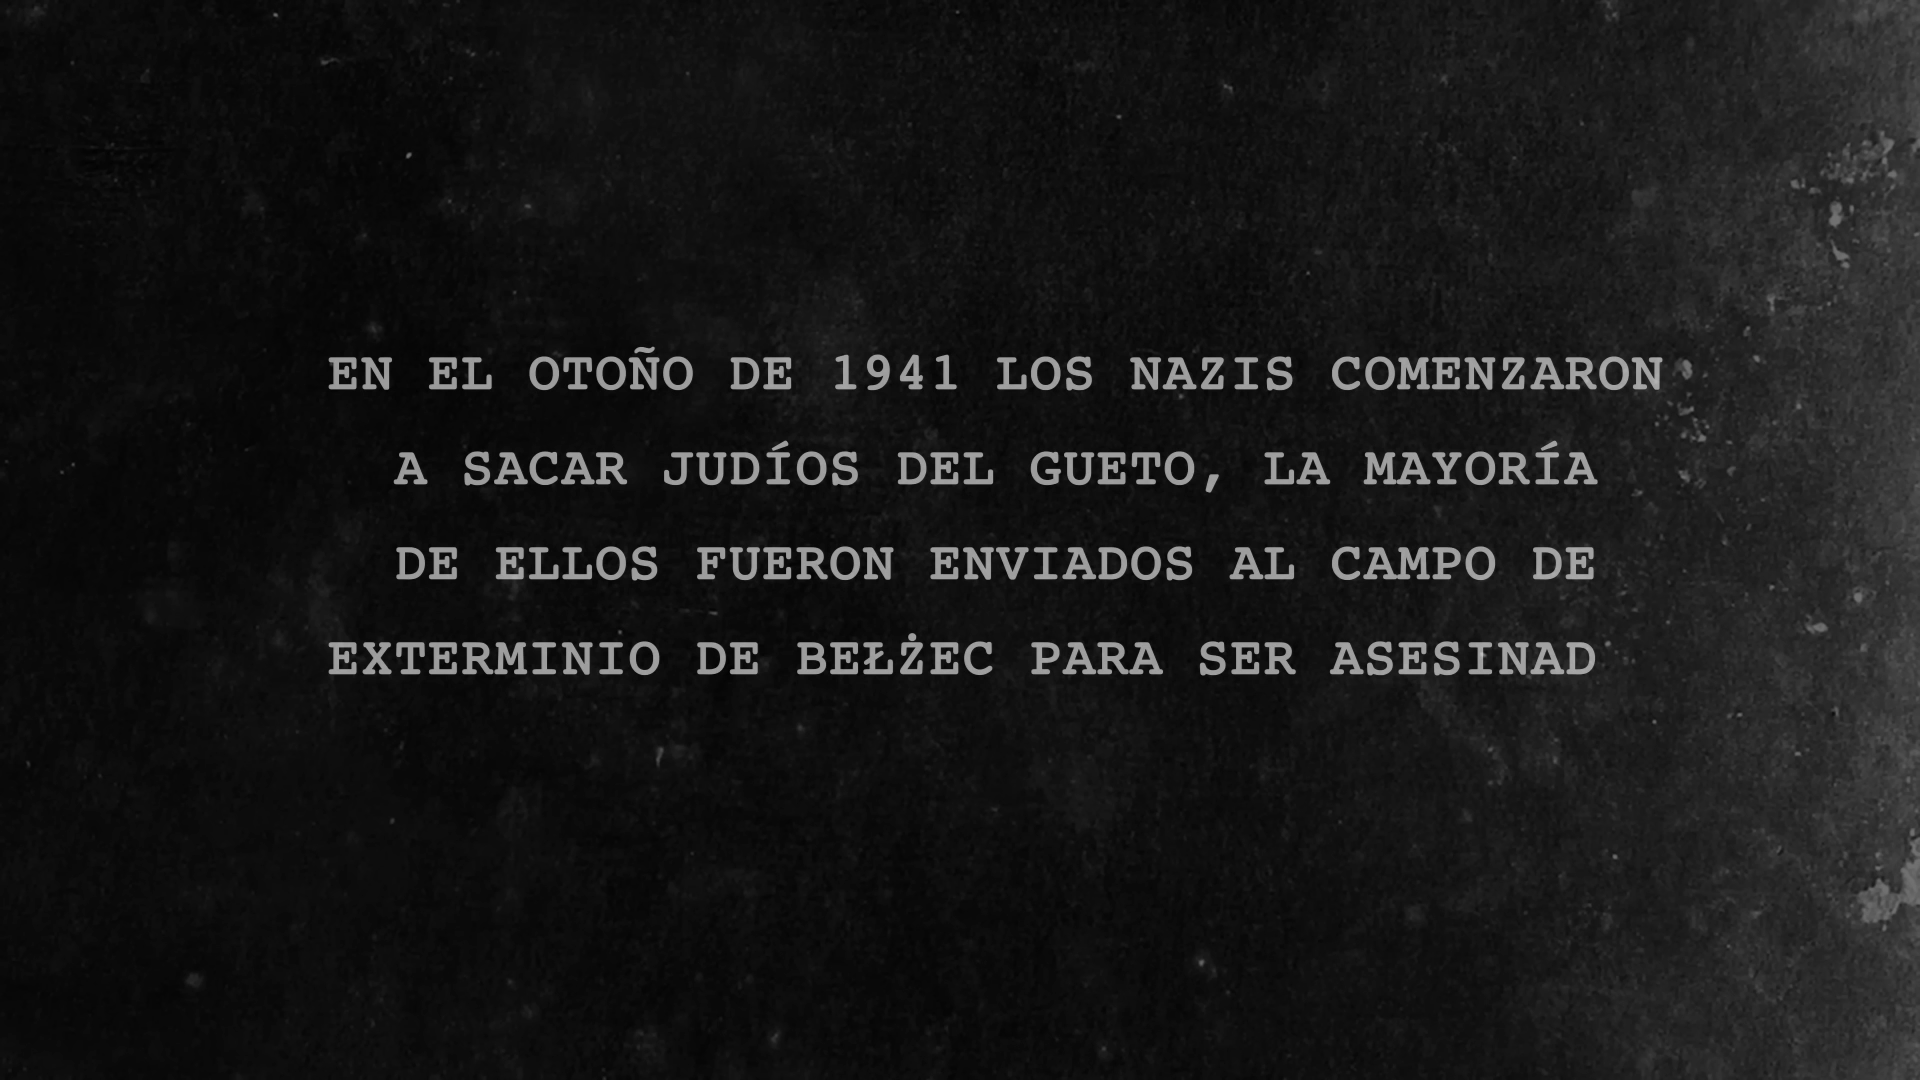 EN EL OTOÑO DE 1941 LOS NAZIS COMENZARON
A SACAR JUDÍOS DEL GUETO, LA MAYORÍA
DE ELLOS FUERON ENVIADOS AL CAMPO DE
EXTERMINIO DE BEŁŻEC PARA SER ASESINAD